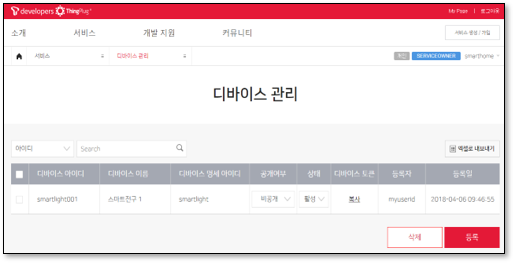 developers ThingPlug
My Page | 로그아웃
소개 서비스 개발 지원 커뮤니티
서비스 문의 / 가입
서비스 디바이스 관리
개인 SERVICE OWNER smarthome
디바이스 관리
아이디 Search 엑셀로 내보내기
디바이스 아이디 디바이스 이름 디바이스 명세 아이디 공개여부 상태 디바이스 토큰 등록자 등록일
smartlight001 스마트전구 1 smartlight 비공개 활성 복사 myuserid 2018-04-06 09:46:55
삭제 등록